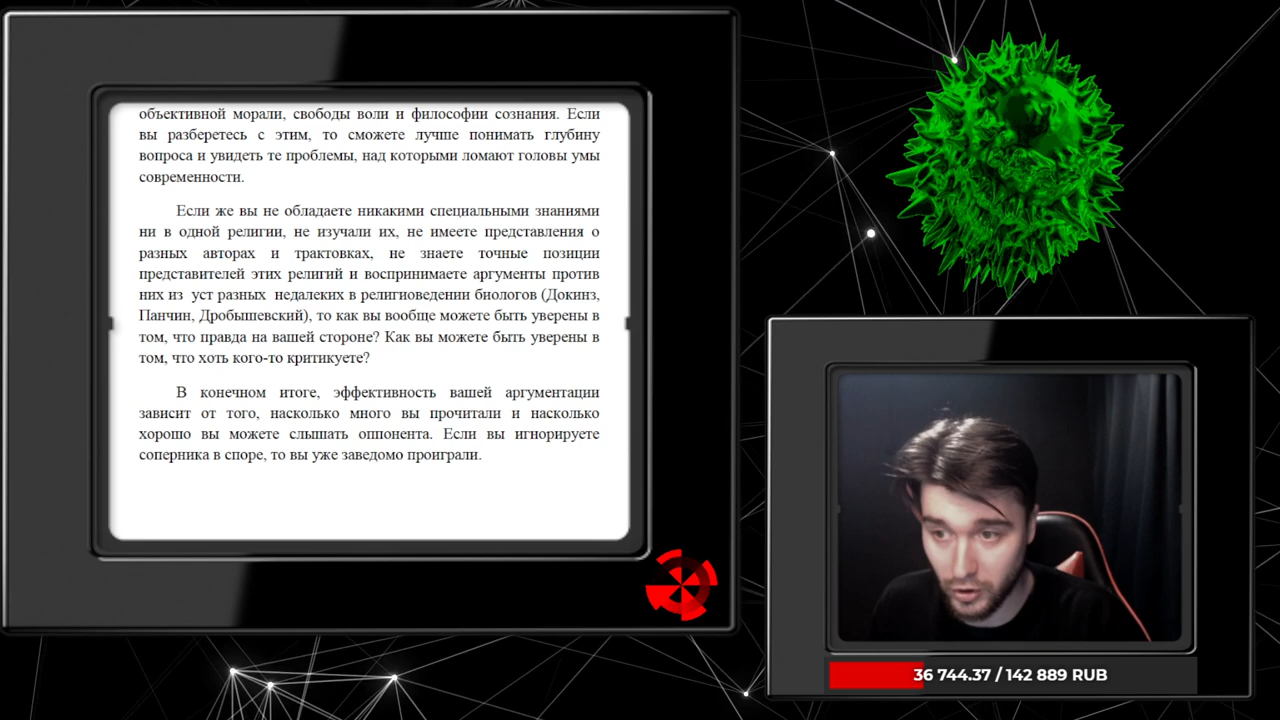 объективной морали, свободы воли и философии сознания. Если
вы разберетесь с этим, то сможете лучше понимать глубину
вопроса и увидеть те проблемы, над которыми ломают головы умы
современности.
Если же вы не обладаете никакими специальными знаниями
ни в одной религии, не изучали их, не имеете представления о
разных авторах и трактовках, не знаете точные позиции
представителей этих религий и воспринимаете аргументы против
них из уст разных недалеких в религиоведении биологов (Докинз,
Панчин, Дробышевский), то как вы вообще можете быть уверены в
том, что правда на вашей стороне? Как вы можете быть уверены в
том, что хоть кого-то критикуете?
В конечном итоге, эффективность вашей аргументации
зависит от того, насколько много вы прочитали и насколько
хорошо вы можете слышать оппонента. Если вы игнорируете
соперника в споре, то вы уже заведомо проиграли.
36 744.37 / 142 889 RUB